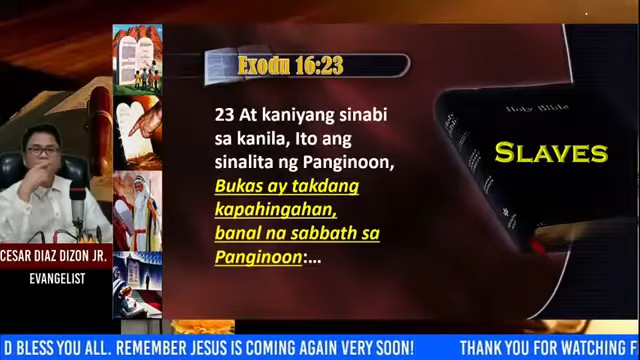 Exodu 16:23
23 At kaniyang sinabi
sa kanila, Ito ang
sinalita ng Panginoon,
Bukas ay takdang
kapahingahan,
banal na sabbath sa
Panginoon:...
Holy Bible
SLAVES
CESAR DIAZ DIZON JR.
EVANGELIST
D BLESS YOU ALL. REMEMBER JESUS IS COMING AGAIN VERY SOON! THANK YOU FOR WATCHING F